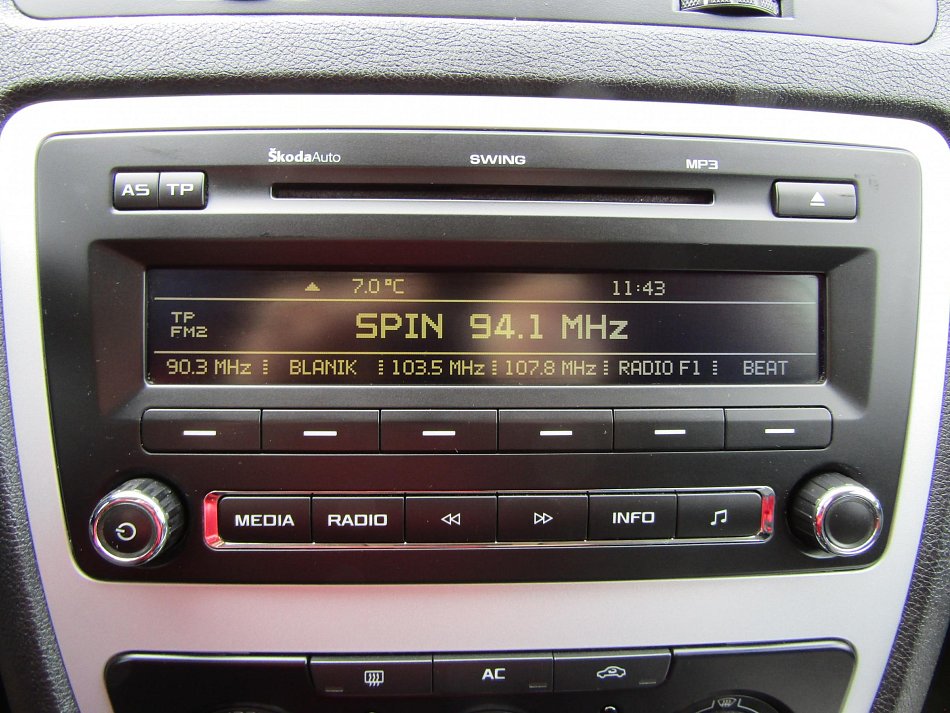 ŠkodaAuto SWING MP3
AS TP
7.0°C 11:43
TP
FM2
SPIN 94.1 MHz
90.3 MHz BLANIK 103.5 MHz 107.8 MHz RADIO F1 BEAT
MEDIA RADIO INFO
AC